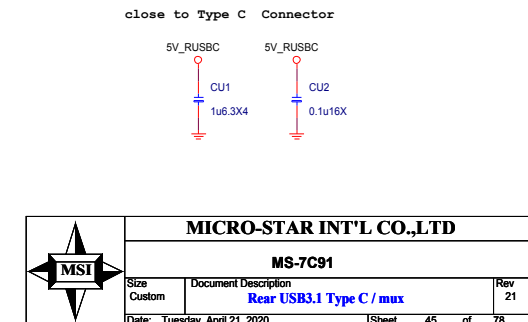 close to Type C Connector
5V_RUSBC 5V_RUSBC
CU1 CU2
1u6.3X4 0.1u16X
MICRO-STAR INT'L CO.,LTD
MSI
MS-7C91
Size Document Description Rev
Custom Rear USB3.1 Type C / mux 21
Date: Tuesday, April 21, 2020 Sheet 45 of 78